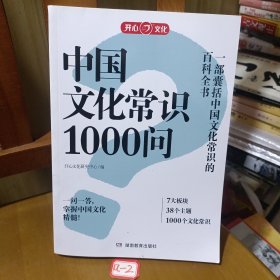 开心文化
中国
文化常识
1000问
一部囊括中国文化常识的
百科全书
开心文化研究中心/编
一问一答，
掌握中国文化
精髓！
7大板块
38个主题
1000个文化常识
湖南教育出版社